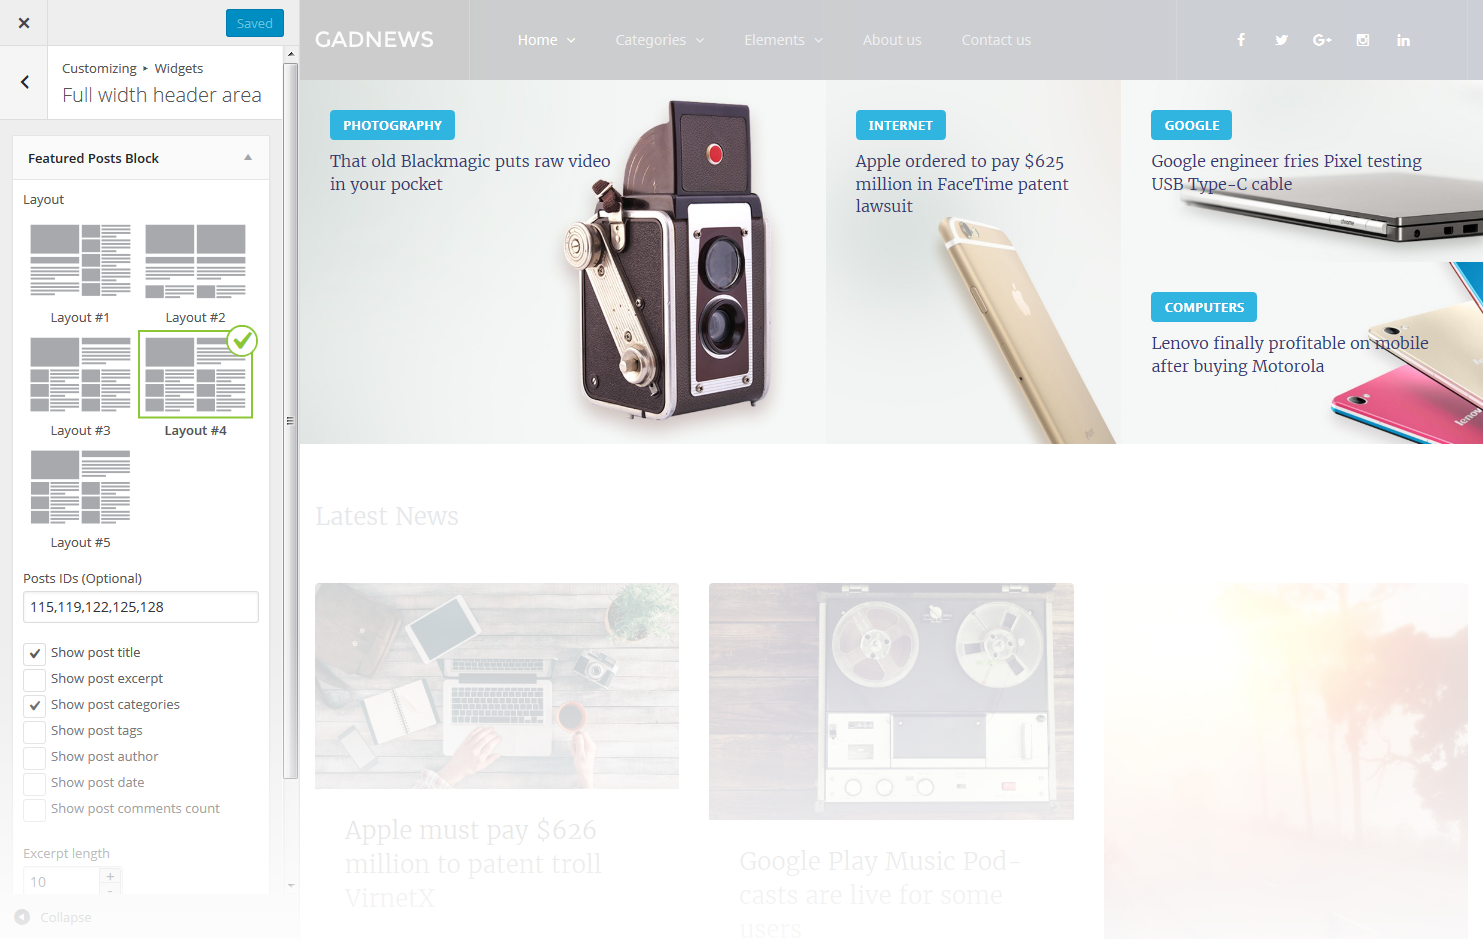 Saved
Customizing ▸ Widgets
Full width header area
Featured Posts Block
Layout
Layout #1
Layout #2
Layout #3
Layout #4
Layout #5
Posts IDs (Optional)
115,119,122,125,128
Show post title
Show post excerpt
Show post categories
Show post tags
Show post author
Show post date
Show post comments count
Excerpt length
10
Collapse
GADNEWS
Home
Categories
Elements
About us
Contact us
PHOTOGRAPHY
That old Blackmagic puts raw video
in your pocket
INTERNET
Apple ordered to pay $625
million in FaceTime patent
lawsuit
GOOGLE
Google engineer fries Pixel testing
USB Type-C cable
chrome
COMPUTERS
Lenovo finally profitable on mobile
after buying Motorola
lenovo
Latest News
Apple must pay $626
million to patent troll
VirnetX
Google Play Music Pod-
casts are live for some
users